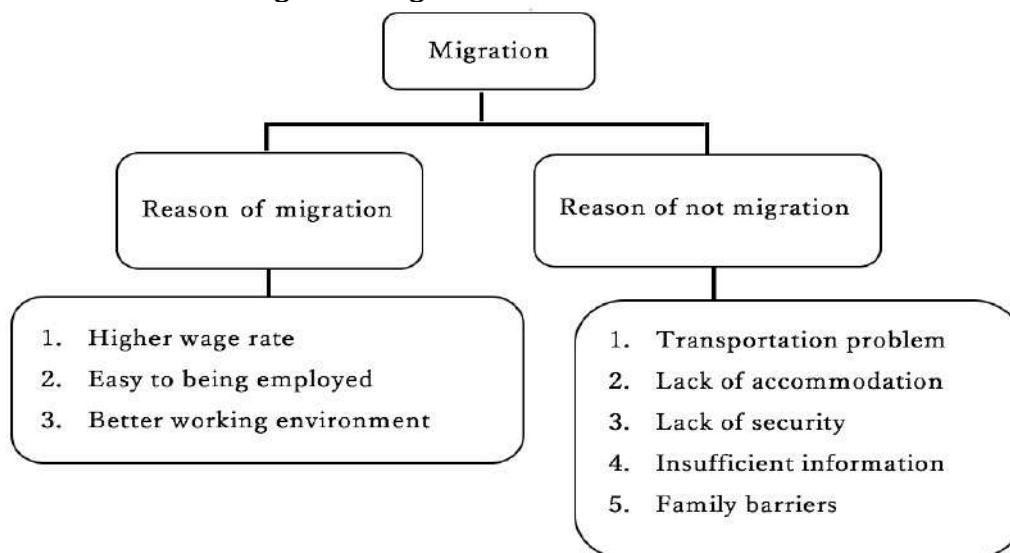 Migration
Reason of migration
Reason of not migration
1. Higher wage rate
2. Easy to being employed
3. Better working environment
1. Transportation problem
2. Lack of accommodation
3. Lack of security
4. Insufficient information
5. Family barriers